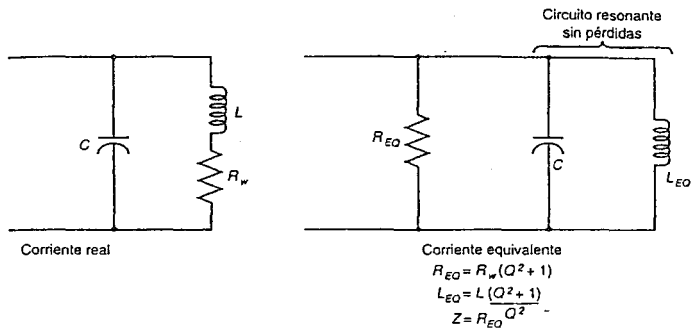 Circuito resonante
sin pérdidas
C
L
R_w
R_EQ
C
L_EQ
Corriente real
Corriente equivalente
R_EQ = R_w(Q² + 1)
L_EQ = L (Q² + 1) / Q²
Z = R_EQ